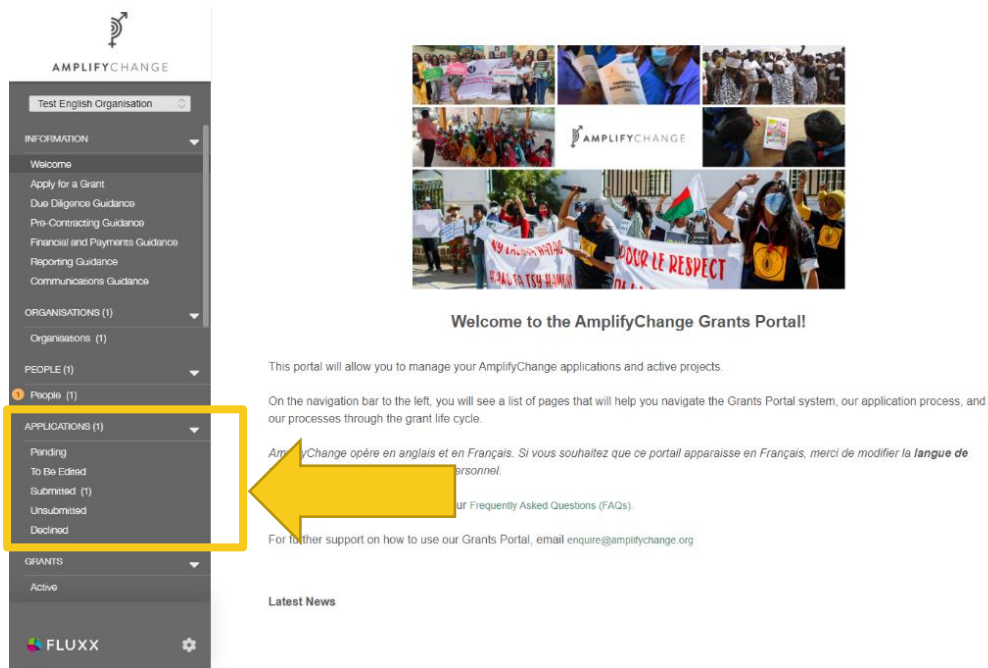 AMPLIFYCHANGE
Test English Organisation
INFORMATION
Welcome
Apply for a Grant
Due Diligence Guidance
Pre-Contracting Guidance
Financial and Payments Guidance
Reporting Guidance
Communications Guidance
ORGANISATIONS (1)
Organisations (1)
PEOPLE (1)
1 People (1)
APPLICATIONS (1)
Pending
To Be Edited
Submitted (1)
Unsubmitted
Declined
GRANTS
Active
FLUXX
AMPLIFYCHANGE
POUR LE RESPECT
Welcome to the AmplifyChange Grants Portal!
This portal will allow you to manage your AmplifyChange applications and active projects.
On the navigation bar to the left, you will see a list of pages that will help you navigate the Grants Portal system, our application process, and
our processes through the grant life cycle.
AmplifyChange opère en anglais et en Français. Si vous souhaitez que ce portail apparaisse en Français, merci de modifier la langue de
ersonnel.
ur Frequently Asked Questions (FAQs).
For further support on how to use our Grants Portal, email enquire@amplifychange.org
Latest News